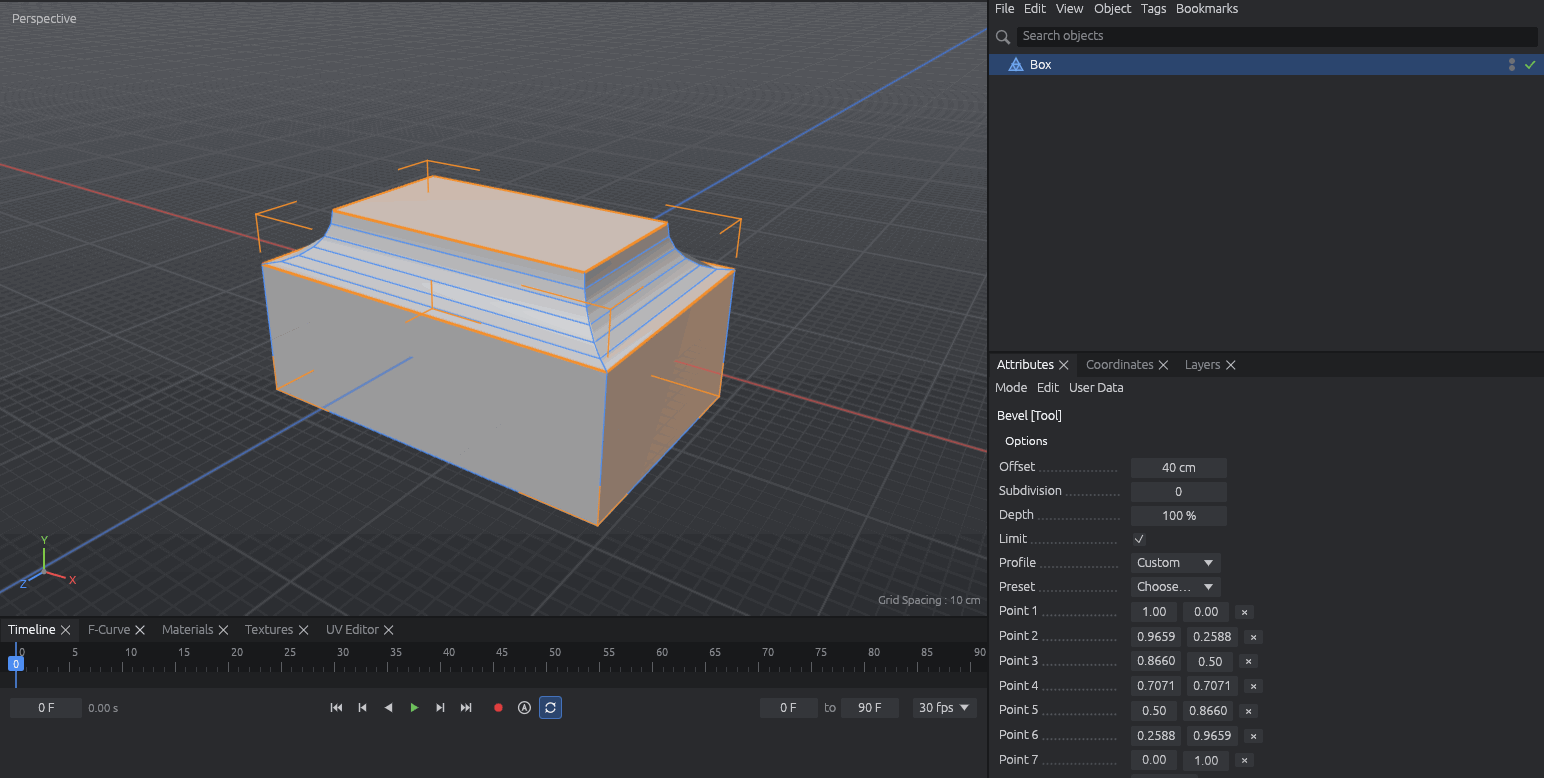 Perspective
File Edit View Object Tags Bookmarks
Search objects
Box
Y
Z X
Grid Spacing : 10 cm
Attributes Coordinates Layers
Mode Edit User Data
Bevel [Tool]
Options
Offset 40 cm
Subdivision 0
Depth 100 %
Limit
Profile Custom
Preset Choose...
Point 1 1.00 0.00
Point 2 0.9659 0.2588
Point 3 0.8660 0.50
Point 4 0.7071 0.7071
Point 5 0.50 0.8660
Point 6 0.2588 0.9659
Point 7 0.00 1.00
Timeline F-Curve Materials Textures UV Editor
0 5 10 15 20 25 30 35 40 45 50 55 60 65 70 75 80 85 90
0
0 F 0.00 s A 0 F to 90 F 30 fps